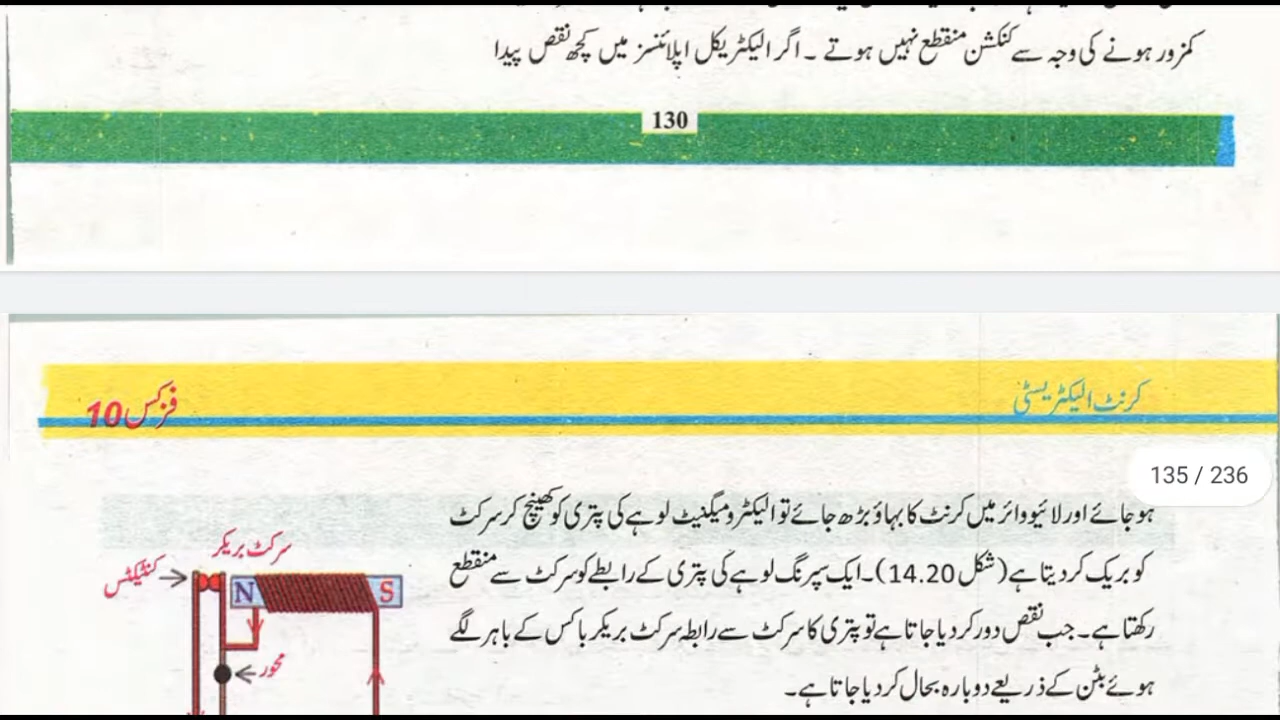 کمزور ہونے کی وجہ سے کنکشن منقطع نہیں ہوتے ۔ اگر الیکٹریکل اپلائنسز میں کچھ نقص پیدا
130
کرنٹ الیکٹریسٹی
فزکس 10
135 / 236
ہو جائے اور لائیو وائر میں کرنٹ کا بہاؤ بڑھ جائے تو الیکٹرومیگنیٹ لوہے کی پتری کو کھینچ کر سرکٹ
کو بریک کر دیتا ہے (شکل 14.20)۔ ایک سپرنگ لوہے کی پتری کے رابطے کو سرکٹ سے منقطع
رکھتا ہے۔ جب نقص دور کر دیا جاتا ہے تو پتری کا سرکٹ سے رابطہ سرکٹ بریکر باکس کے باہر لگے
ہوئے بٹن کے ذریعے دوبارہ بحال کر دیا جاتا ہے۔
سرکٹ بریکر
کنٹیکٹس
N
S
محور